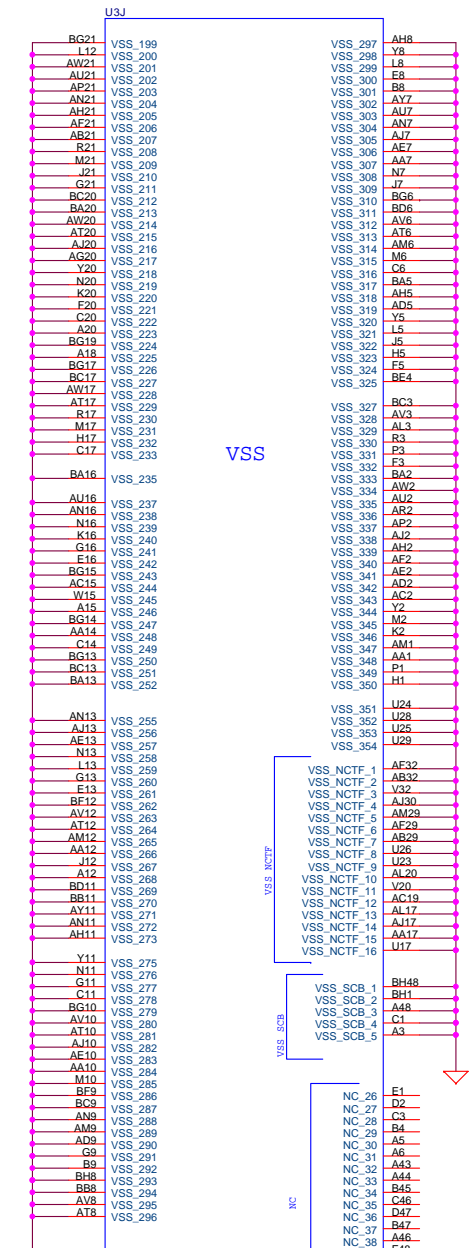 U3J
BG21 VSS_199
L12 VSS_200
AW21 VSS_201
AU21 VSS_202
AP21 VSS_203
AN21 VSS_204
AH21 VSS_205
AF21 VSS_206
AB21 VSS_207
R21 VSS_208
M21 VSS_209
J21 VSS_210
G21 VSS_211
BC20 VSS_212
BA20 VSS_213
AW20 VSS_214
AT20 VSS_215
AJ20 VSS_216
AG20 VSS_217
Y20 VSS_218
N20 VSS_219
K20 VSS_220
F20 VSS_221
C20 VSS_222
A20 VSS_223
BG19 VSS_224
A18 VSS_225
BG17 VSS_226
BC17 VSS_227
AW17 VSS_228
AT17 VSS_229
R17 VSS_230
M17 VSS_231
H17 VSS_232
C17 VSS_233
BA16 VSS_235
AU16 VSS_237
AN16 VSS_238
N16 VSS_239
K16 VSS_240
G16 VSS_241
E16 VSS_242
BG15 VSS_243
AC15 VSS_244
W15 VSS_245
A15 VSS_246
BG14 VSS_247
AA14 VSS_248
C14 VSS_249
BG13 VSS_250
BC13 VSS_251
BA13 VSS_252
AN13 VSS_255
AJ13 VSS_256
AE13 VSS_257
N13 VSS_258
L13 VSS_259
G13 VSS_260
E13 VSS_261
BF12 VSS_262
AV12 VSS_263
AT12 VSS_264
AM12 VSS_265
AA12 VSS_266
J12 VSS_267
A12 VSS_268
BD11 VSS_269
BB11 VSS_270
AY11 VSS_271
AN11 VSS_272
AH11 VSS_273
Y11 VSS_275
N11 VSS_276
G11 VSS_277
C11 VSS_278
BG10 VSS_279
AV10 VSS_280
AT10 VSS_281
AJ10 VSS_282
AE10 VSS_283
AA10 VSS_284
M10 VSS_285
BF9 VSS_286
BC9 VSS_287
AN9 VSS_288
AM9 VSS_289
AD9 VSS_290
G9 VSS_291
B9 VSS_292
BH8 VSS_293
BB8 VSS_294
AV8 VSS_295
AT8 VSS_296
VSS
VSS_297 AH8
VSS_298 Y8
VSS_299 L8
VSS_300 E8
VSS_301 B8
VSS_302 AY7
VSS_303 AU7
VSS_304 AN7
VSS_305 AJ7
VSS_306 AE7
VSS_307 AA7
VSS_308 N7
VSS_309 J7
VSS_310 BG6
VSS_311 BD6
VSS_312 AV6
VSS_313 AT6
VSS_314 AM6
VSS_315 M6
VSS_316 C6
VSS_317 BA5
VSS_318 AH5
VSS_319 AD5
VSS_320 Y5
VSS_321 L5
VSS_322 J5
VSS_323 H5
VSS_324 F5
VSS_325 BE4
VSS_327 BC3
VSS_328 AV3
VSS_329 AL3
VSS_330 R3
VSS_331 P3
VSS_332 F3
VSS_333 BA2
VSS_334 AW2
VSS_335 AU2
VSS_336 AR2
VSS_337 AP2
VSS_338 AJ2
VSS_339 AH2
VSS_340 AF2
VSS_341 AE2
VSS_342 AD2
VSS_343 AC2
VSS_344 Y2
VSS_345 M2
VSS_346 K2
VSS_347 AM1
VSS_348 AA1
VSS_349 P1
VSS_350 H1
VSS_351 U24
VSS_352 U28
VSS_353 U25
VSS_354 U29
VSS NCTF
VSS_NCTF_1 AF32
VSS_NCTF_2 AB32
VSS_NCTF_3 V32
VSS_NCTF_4 AJ30
VSS_NCTF_5 AM29
VSS_NCTF_6 AF29
VSS_NCTF_7 AB29
VSS_NCTF_8 U26
VSS_NCTF_9 U23
VSS_NCTF_10 AL20
VSS_NCTF_11 V20
VSS_NCTF_12 AC19
VSS_NCTF_13 AL17
VSS_NCTF_14 AJ17
VSS_NCTF_15 AA17
VSS_NCTF_16 U17
VSS SCB
VSS_SCB_1 BH48
VSS_SCB_2 BH1
VSS_SCB_3 A48
VSS_SCB_4 C1
VSS_SCB_5 A3
NC
NC_26 E1
NC_27 D2
NC_28 C3
NC_29 B4
NC_30 A5
NC_31 A6
NC_32 A43
NC_33 A44
NC_34 B45
NC_35 C46
NC_36 D47
NC_37 B47
NC_38 A46